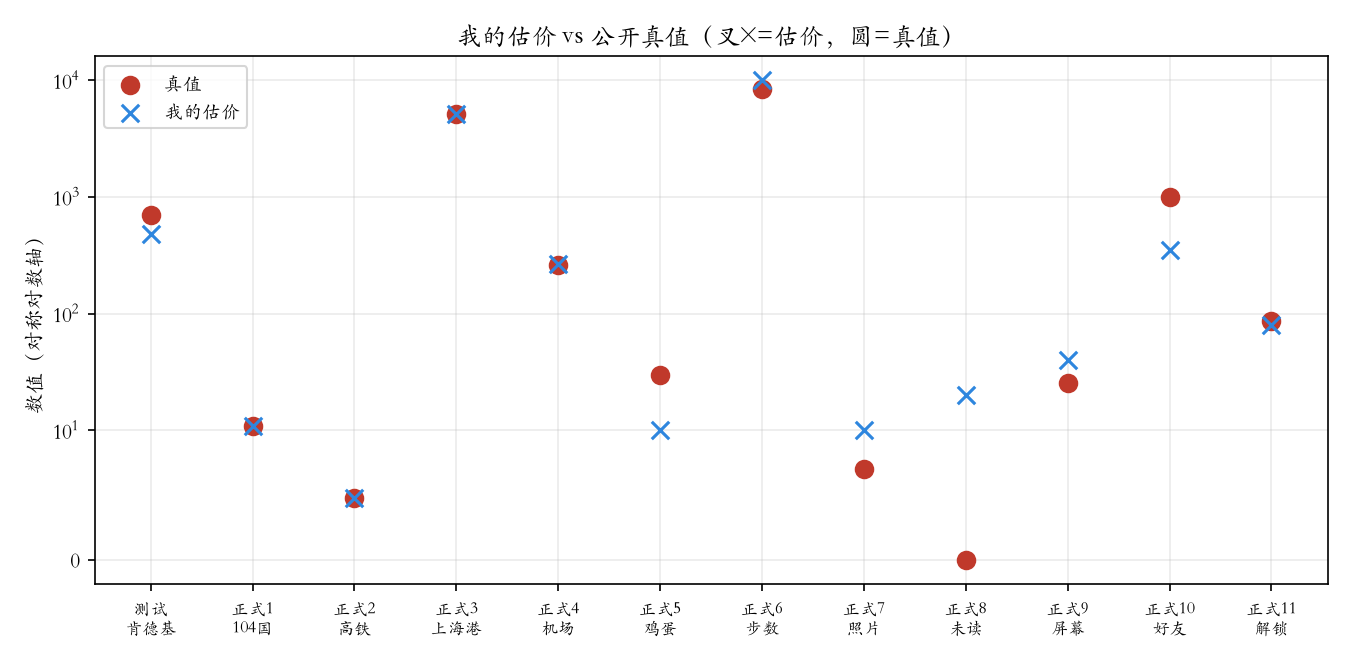 我的估价 vs 公开真值（叉×=估价，圆=真值）
真值
我的估价
数值（对称对数轴）
10⁴
10³
10²
10¹
0
测试
肯德基
正式1
104国
正式2
高铁
正式3
上海港
正式4
机场
正式5
鸡蛋
正式6
步数
正式7
照片
正式8
未读
正式9
屏幕
正式10
好友
正式11
解锁